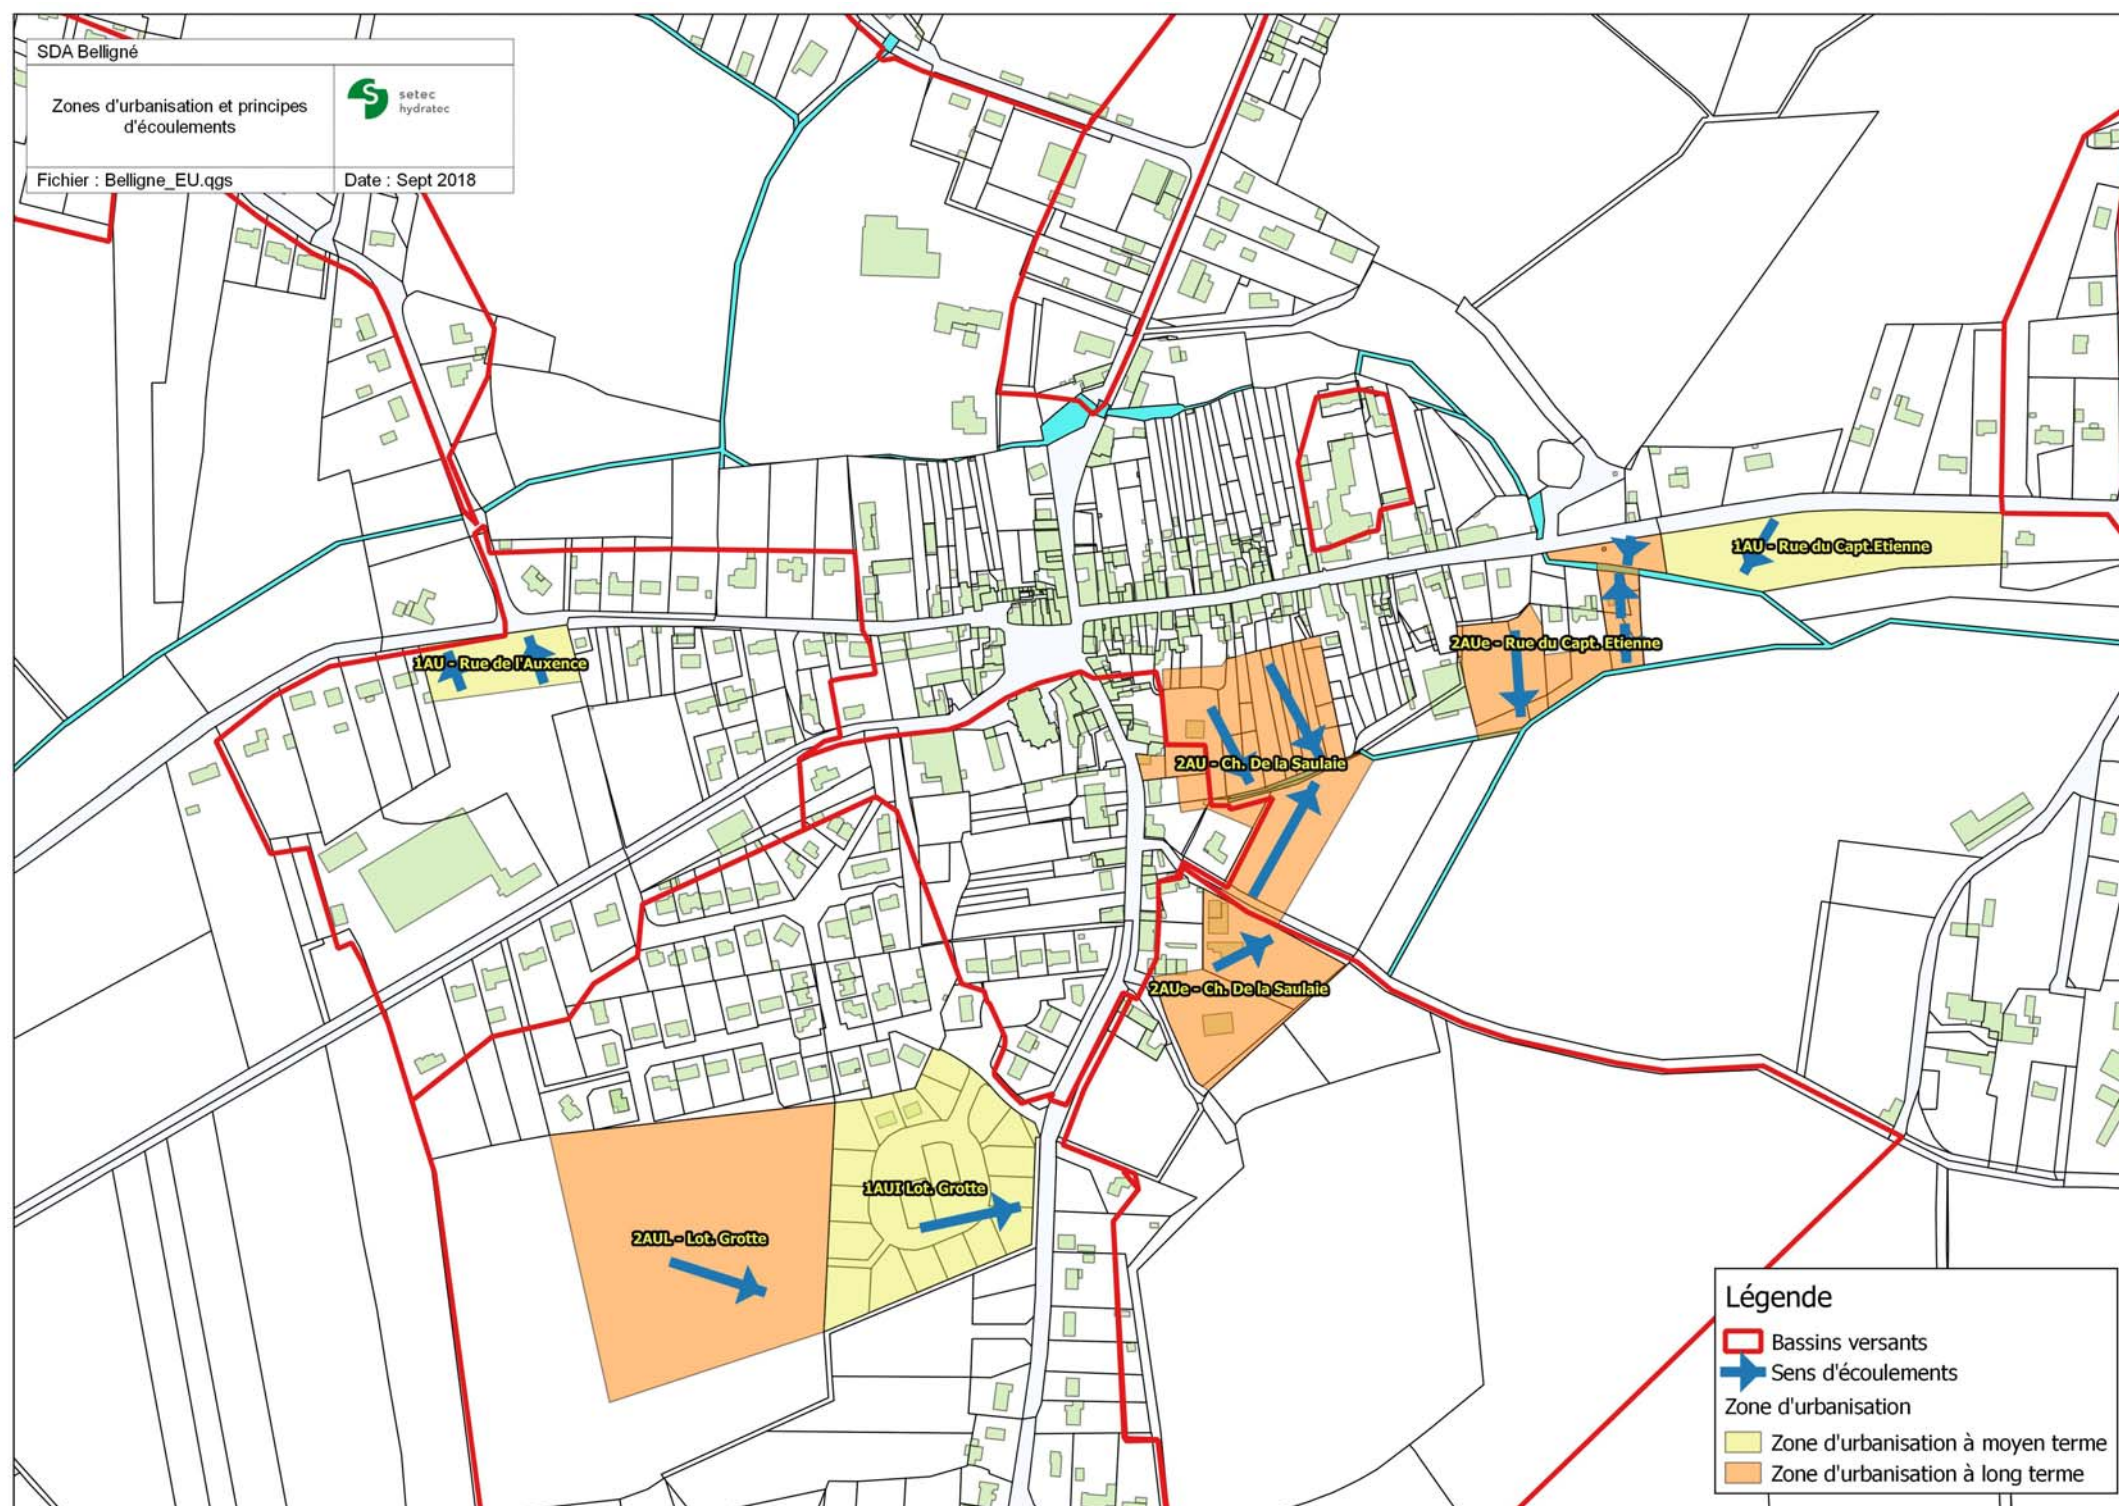 SDA Belligné
Zones d'urbanisation et principes
d'écoulements
setec
hydratec
Fichier : Belligne_EU.qgs
Date : Sept 2018
1AU - Rue du Capt.Etienne
2AUe - Rue du Capt. Etienne
1AU - Rue de l'Auxence
2AU - Ch. De la Saulaie
2AUe - Ch. De la Saulaie
1AUI Lot. Grotte
2AUL - Lot. Grotte
Légende
Bassins versants
Sens d'écoulements
Zone d'urbanisation
Zone d'urbanisation à moyen terme
Zone d'urbanisation à long terme